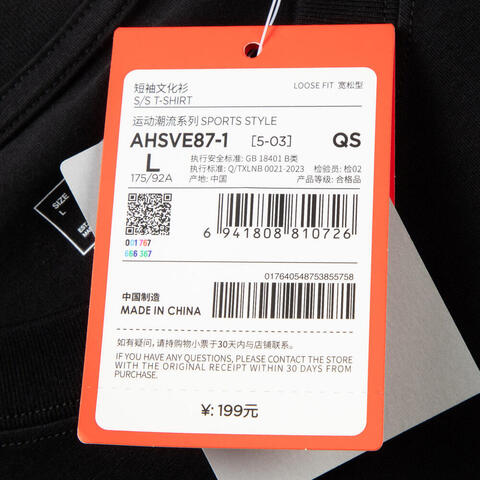 短袖文化衫
S/S T-SHIRT
LOOSE FIT 宽松型
运动潮流系列 SPORTS STYLE
AHSVE87-1 [5-03] QS
L
175/92A
执行安全标准: GB 18401 B类
执行标准: Q/TXLNB 0021-2023 检验员: 检02
产地: 中国 产品等级: 合格品
6 941808 810726
001 767
666 367
017640548753855758
中国制造
MADE IN CHINA
如有疑问，请持购物小票于30天内与店铺联系。
IF YOU HAVE ANY QUESTIONS, PLEASE CONTACT THE STORE
WITH THE ORIGINAL RECEIPT WITHIN 30 DAYS FROM
PURCHASE.
¥: 199元
SIZE
L